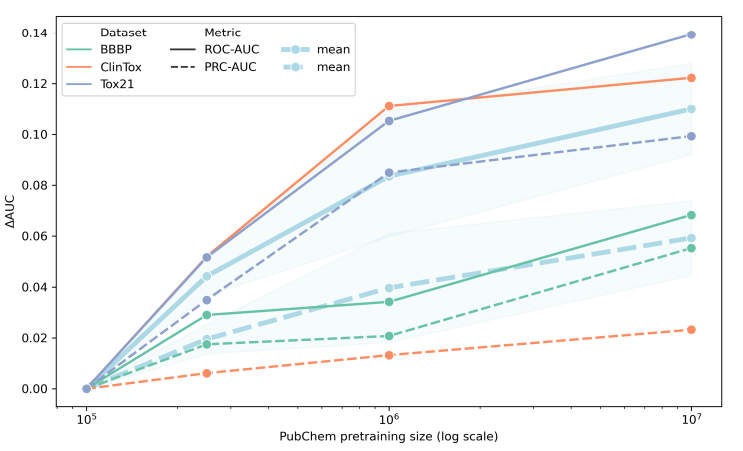 0.14
0.12
0.10
0.08
0.06
0.04
0.02
0.00
ΔAUC
Dataset
BBBP
ClinTox
Tox21
Metric
ROC-AUC
PRC-AUC
mean
mean
10⁵
10⁶
10⁷
PubChem pretraining size (log scale)